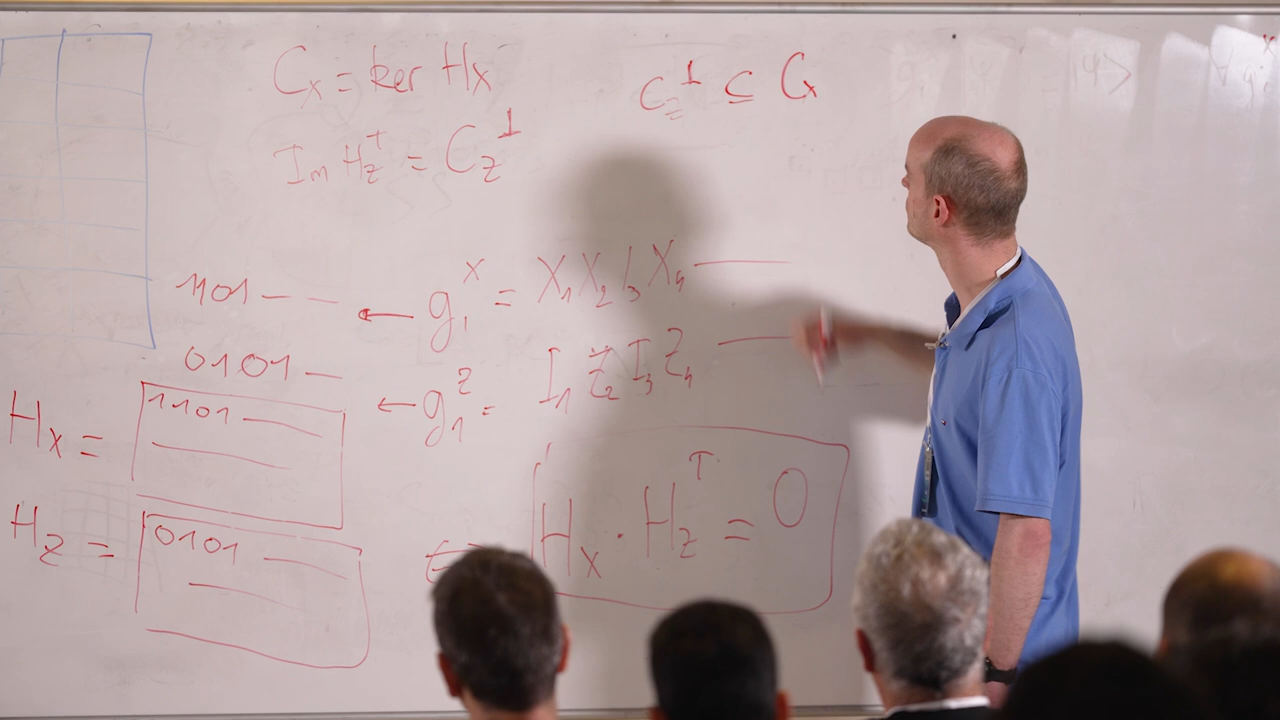 C_X = ker H_X
C_Z^⊥ ⊆ C_X
Im H_Z^T = C_Z^⊥
1101 — — ← g_1^X = X_1 X_2 I_3 X_4 ——
0101 — ← g_1^Z = I_1 Z_2 I_3 Z_4 ——
H_X = 1101 ——
H_Z = 0101 ——
H_X · H_Z^T = 0
|ψ>